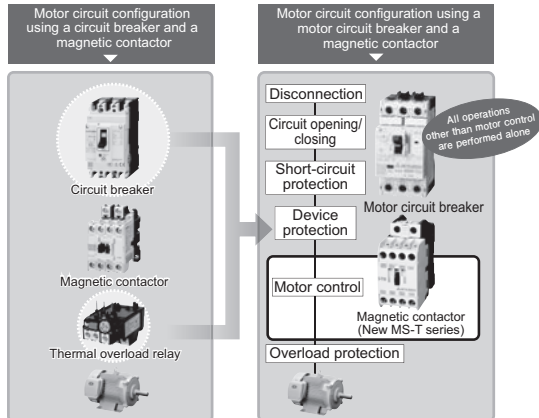 Motor circuit configuration
using a circuit breaker and a
magnetic contactor
Circuit breaker
Magnetic contactor
Thermal overload relay
Motor circuit configuration using a
motor circuit breaker and a
magnetic contactor
Disconnection
Circuit opening/
closing
Short-circuit
protection
Device
protection
Motor control
Overload protection
All operations
other than motor control
are performed alone
Motor circuit breaker
Magnetic contactor
(New MS-T series)